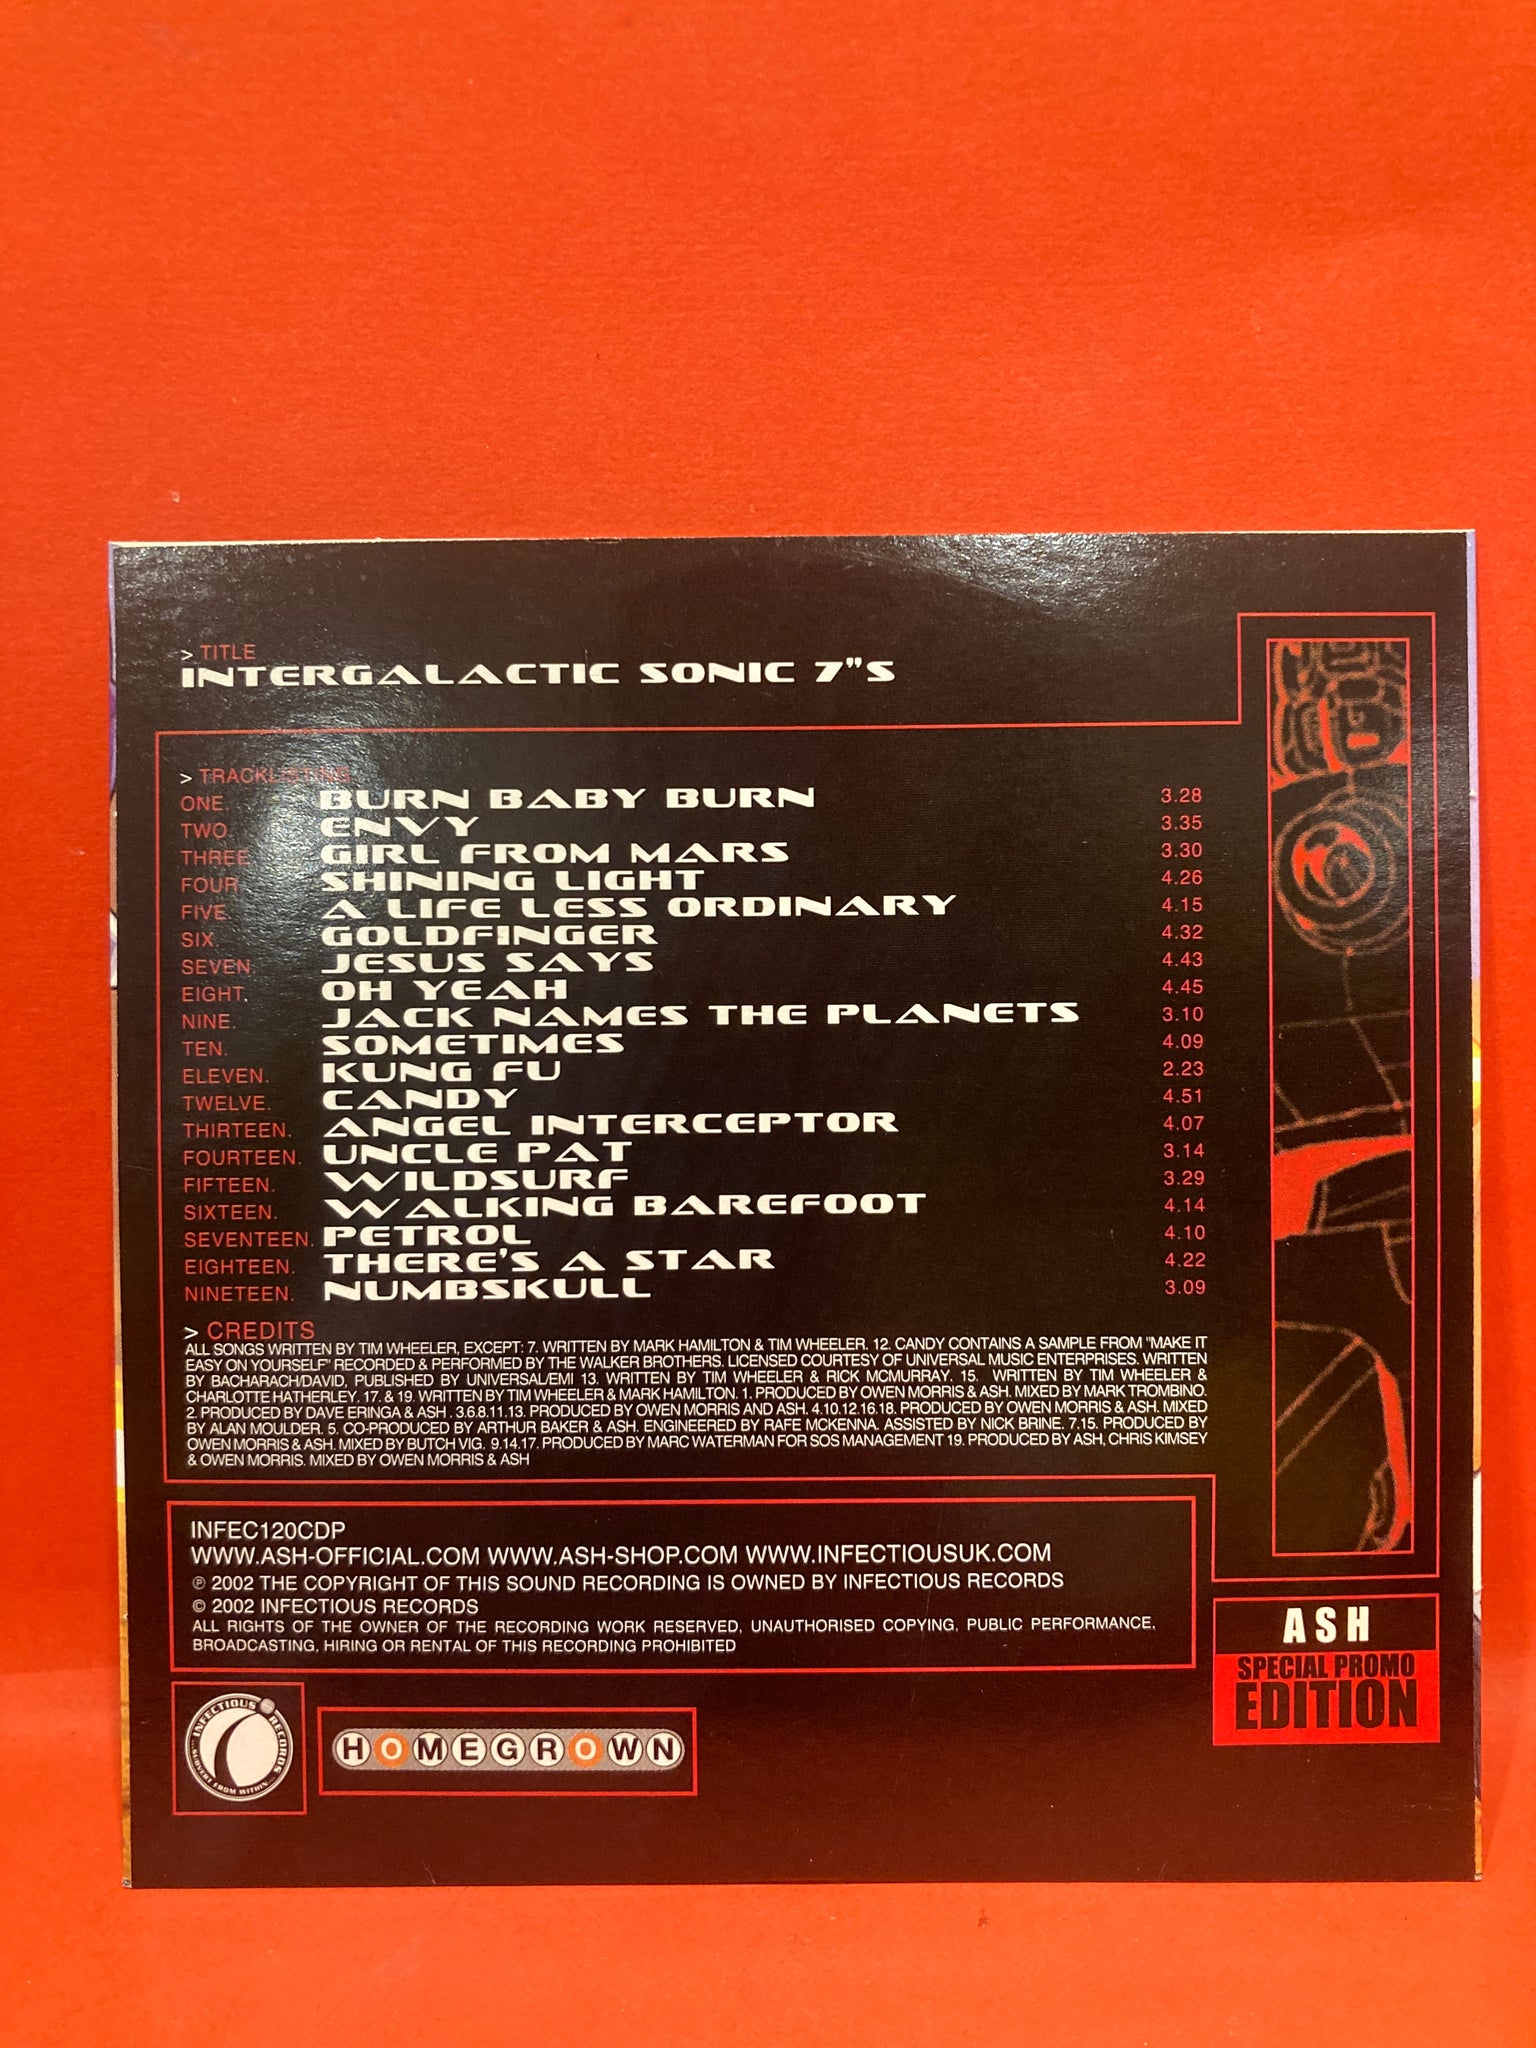 > TITLE
INTERGALACTIC SONIC 7"S
> TRACKLISTING
ONE. BURN BABY BURN 3.28
TWO. ENVY 3.35
THREE. GIRL FROM MARS 3.30
FOUR. SHINING LIGHT 4.26
FIVE. A LIFE LESS ORDINARY 4.15
SIX. GOLDFINGER 4.32
SEVEN. JESUS SAYS 4.43
EIGHT. OH YEAH 4.45
NINE. JACK NAMES THE PLANETS 3.10
TEN. SOMETIMES 4.09
ELEVEN. KUNG FU 2.23
TWELVE. CANDY 4.51
THIRTEEN. ANGEL INTERCEPTOR 4.07
FOURTEEN. UNCLE PAT 3.14
FIFTEEN. WILDSURF 3.29
SIXTEEN. WALKING BAREFOOT 4.14
SEVENTEEN. PETROL 4.10
EIGHTEEN. THERE'S A STAR 4.22
NINETEEN. NUMBSKULL 3.09
> CREDITS
ALL SONGS WRITTEN BY TIM WHEELER, EXCEPT: 7. WRITTEN BY MARK HAMILTON & TIM WHEELER. 12. CANDY CONTAINS A SAMPLE FROM "MAKE IT
EASY ON YOURSELF" RECORDED & PERFORMED BY THE WALKER BROTHERS. LICENSED COURTESY OF UNIVERSAL MUSIC ENTERPRISES. WRITTEN
BY BACHARACH/DAVID, PUBLISHED BY UNIVERSAL/EMI 13. WRITTEN BY TIM WHEELER & RICK MCMURRAY. 15. WRITTEN BY TIM WHEELER &
CHARLOTTE HATHERLEY. 17. & 19. WRITTEN BY TIM WHEELER & MARK HAMILTON. 1. PRODUCED BY OWEN MORRIS & ASH. MIXED BY MARK TROMBINO.
2. PRODUCED BY DAVE ERINGA & ASH . 3.6.8.11.13. PRODUCED BY OWEN MORRIS AND ASH. 4.10.12.16.18. PRODUCED BY OWEN MORRIS & ASH. MIXED
BY ALAN MOULDER. 5. CO-PRODUCED BY ARTHUR BAKER & ASH. ENGINEERED BY RAFE MCKENNA. ASSISTED BY NICK BRINE. 7.15. PRODUCED BY
OWEN MORRIS & ASH. MIXED BY BUTCH VIG. 9.14.17. PRODUCED BY MARC WATERMAN FOR SOS MANAGEMENT 19. PRODUCED BY ASH, CHRIS KIMSEY
& OWEN MORRIS. MIXED BY OWEN MORRIS & ASH
INFEC120CDP
WWW.ASH-OFFICIAL.COM WWW.ASH-SHOP.COM WWW.INFECTIOUSUK.COM
℗ 2002 THE COPYRIGHT OF THIS SOUND RECORDING IS OWNED BY INFECTIOUS RECORDS
© 2002 INFECTIOUS RECORDS
ALL RIGHTS OF THE OWNER OF THE RECORDING WORK RESERVED, UNAUTHORISED COPYING, PUBLIC PERFORMANCE,
BROADCASTING, HIRING OR RENTAL OF THIS RECORDING PROHIBITED
ASH
SPECIAL PROMO
EDITION
INFECTIOUS RECORDS
...SUBVERT FROM WITHIN...
HOMEGROWN